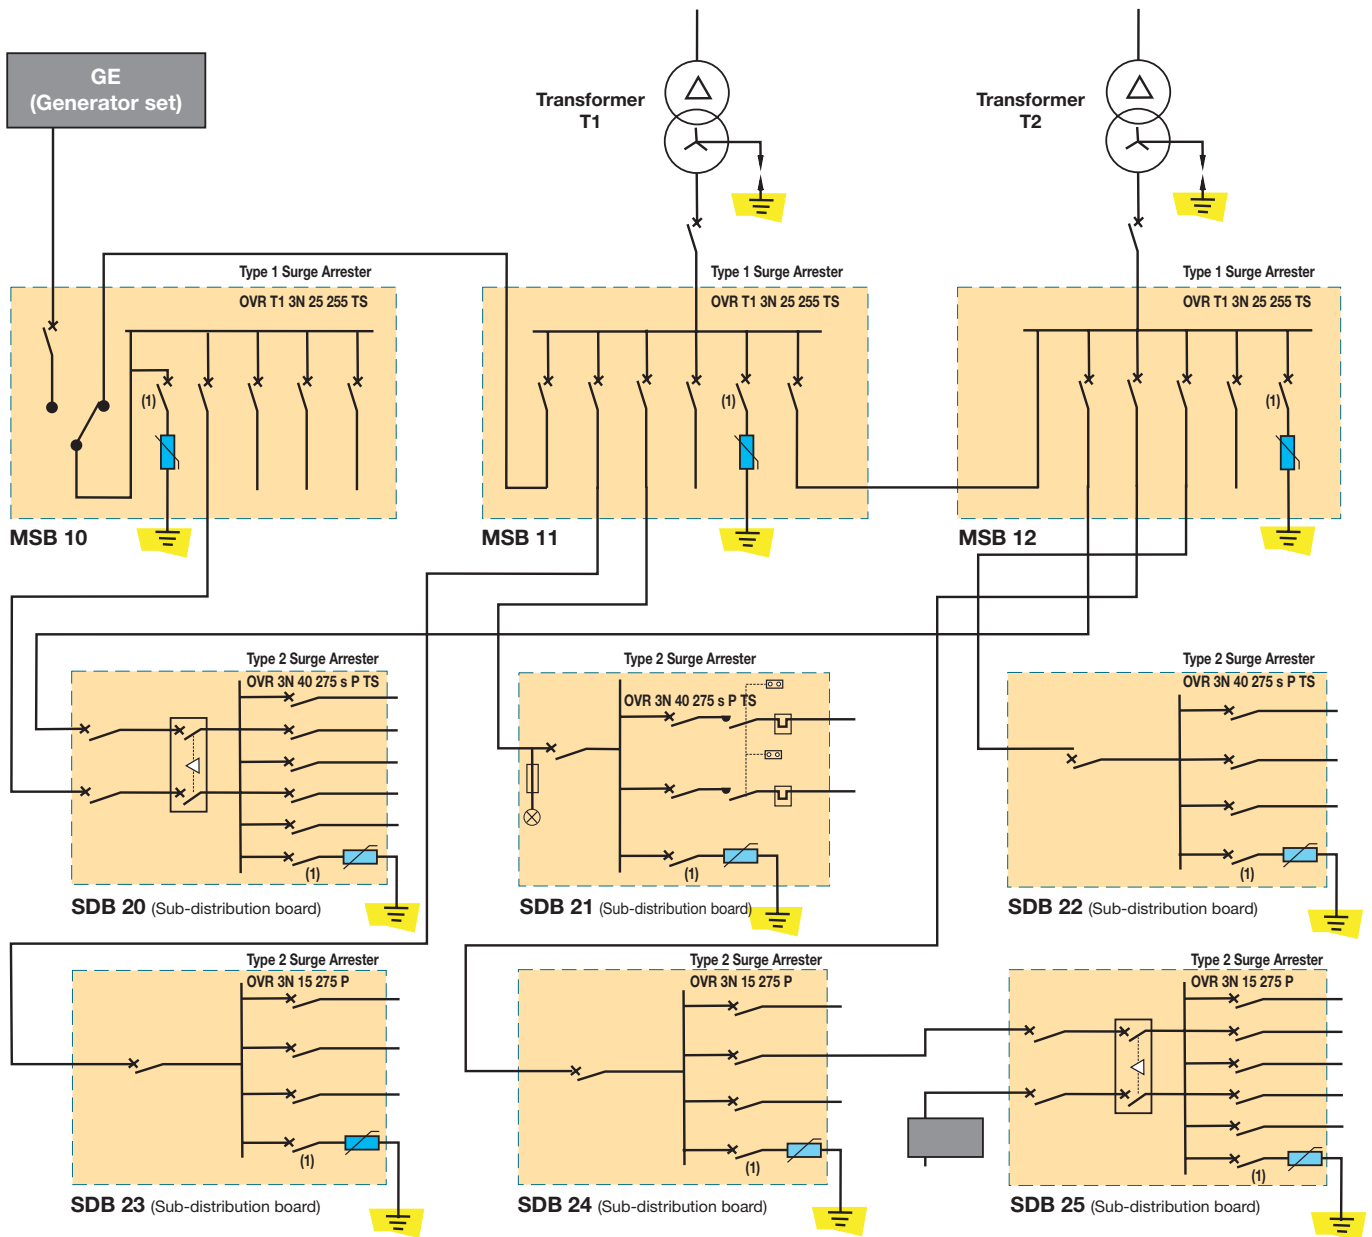 GE
(Generator set)
Transformer
T1
Transformer
T2
Type 1 Surge Arrester
OVR T1 3N 25 255 TS
(1)
MSB 10
Type 1 Surge Arrester
OVR T1 3N 25 255 TS
(1)
MSB 11
Type 1 Surge Arrester
OVR T1 3N 25 255 TS
(1)
MSB 12
Type 2 Surge Arrester
OVR 3N 40 275 s P TS
(1)
SDB 20 (Sub-distribution board)
Type 2 Surge Arrester
OVR 3N 40 275 s P TS
(1)
SDB 21 (Sub-distribution board)
Type 2 Surge Arrester
OVR 3N 40 275 s P TS
(1)
SDB 22 (Sub-distribution board)
Type 2 Surge Arrester
OVR 3N 15 275 P
(1)
SDB 23 (Sub-distribution board)
Type 2 Surge Arrester
OVR 3N 15 275 P
(1)
SDB 24 (Sub-distribution board)
Type 2 Surge Arrester
OVR 3N 15 275 P
(1)
SDB 25 (Sub-distribution board)